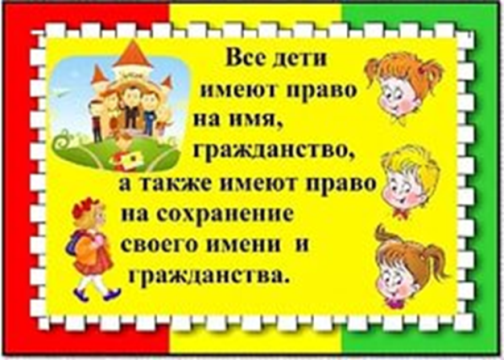 Все дети
имеют право
на имя,
гражданство,
а также имеют право
на сохранение
своего имени и
гражданства.